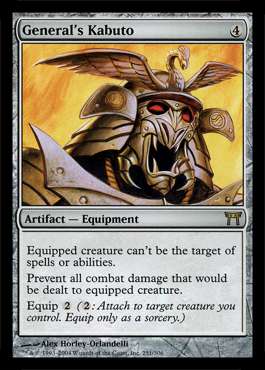 General's Kabuto 4
Artifact — Equipment
Equipped creature can't be the target of
spells or abilities.
Prevent all combat damage that would
be dealt to equipped creature.
Equip 2 (2: Attach to target creature you
control. Equip only as a sorcery.)
Alex Horley-Orlandelli